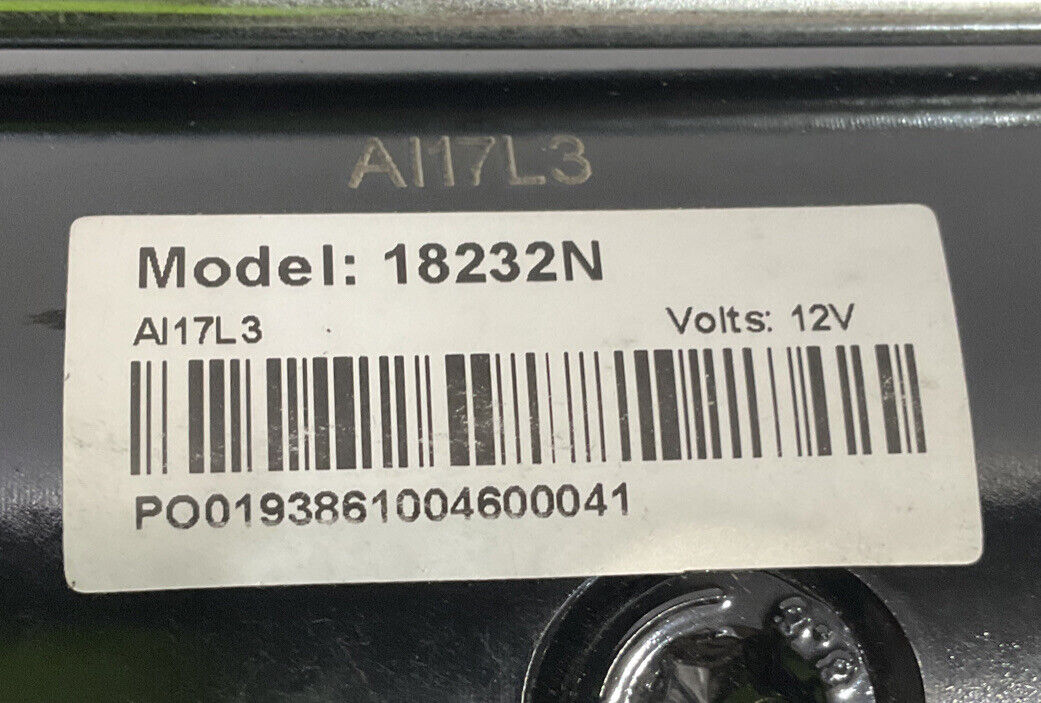 AI17L3
Model: 18232N
AI17L3
Volts: 12V
PO0193861004600041